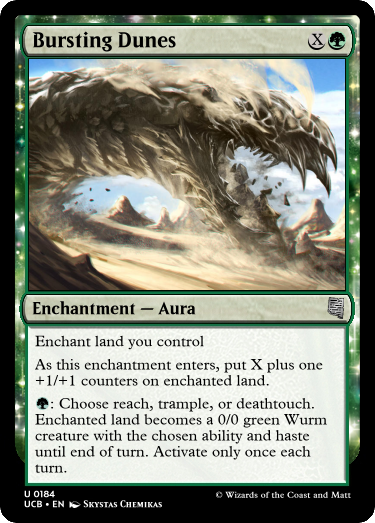 Bursting Dunes X
Enchantment — Aura
Enchant land you control
As this enchantment enters, put X plus one
+1/+1 counters on enchanted land.
: Choose reach, trample, or deathtouch.
Enchanted land becomes a 0/0 green Wurm
creature with the chosen ability and haste
until end of turn. Activate only once each
turn.
U 0184
UCB • EN Skystas Chemikas
© Wizards of the Coast and Matt